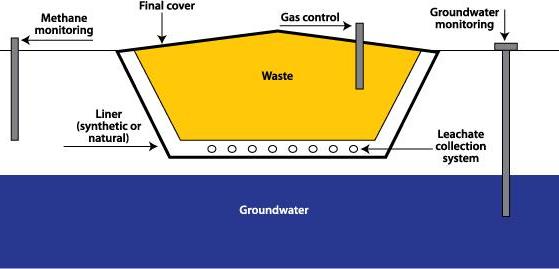 Final cover
Methane
monitoring
Gas control
Groundwater
monitoring
Waste
Liner
(synthetic or
natural)
Leachate
collection
system
Groundwater